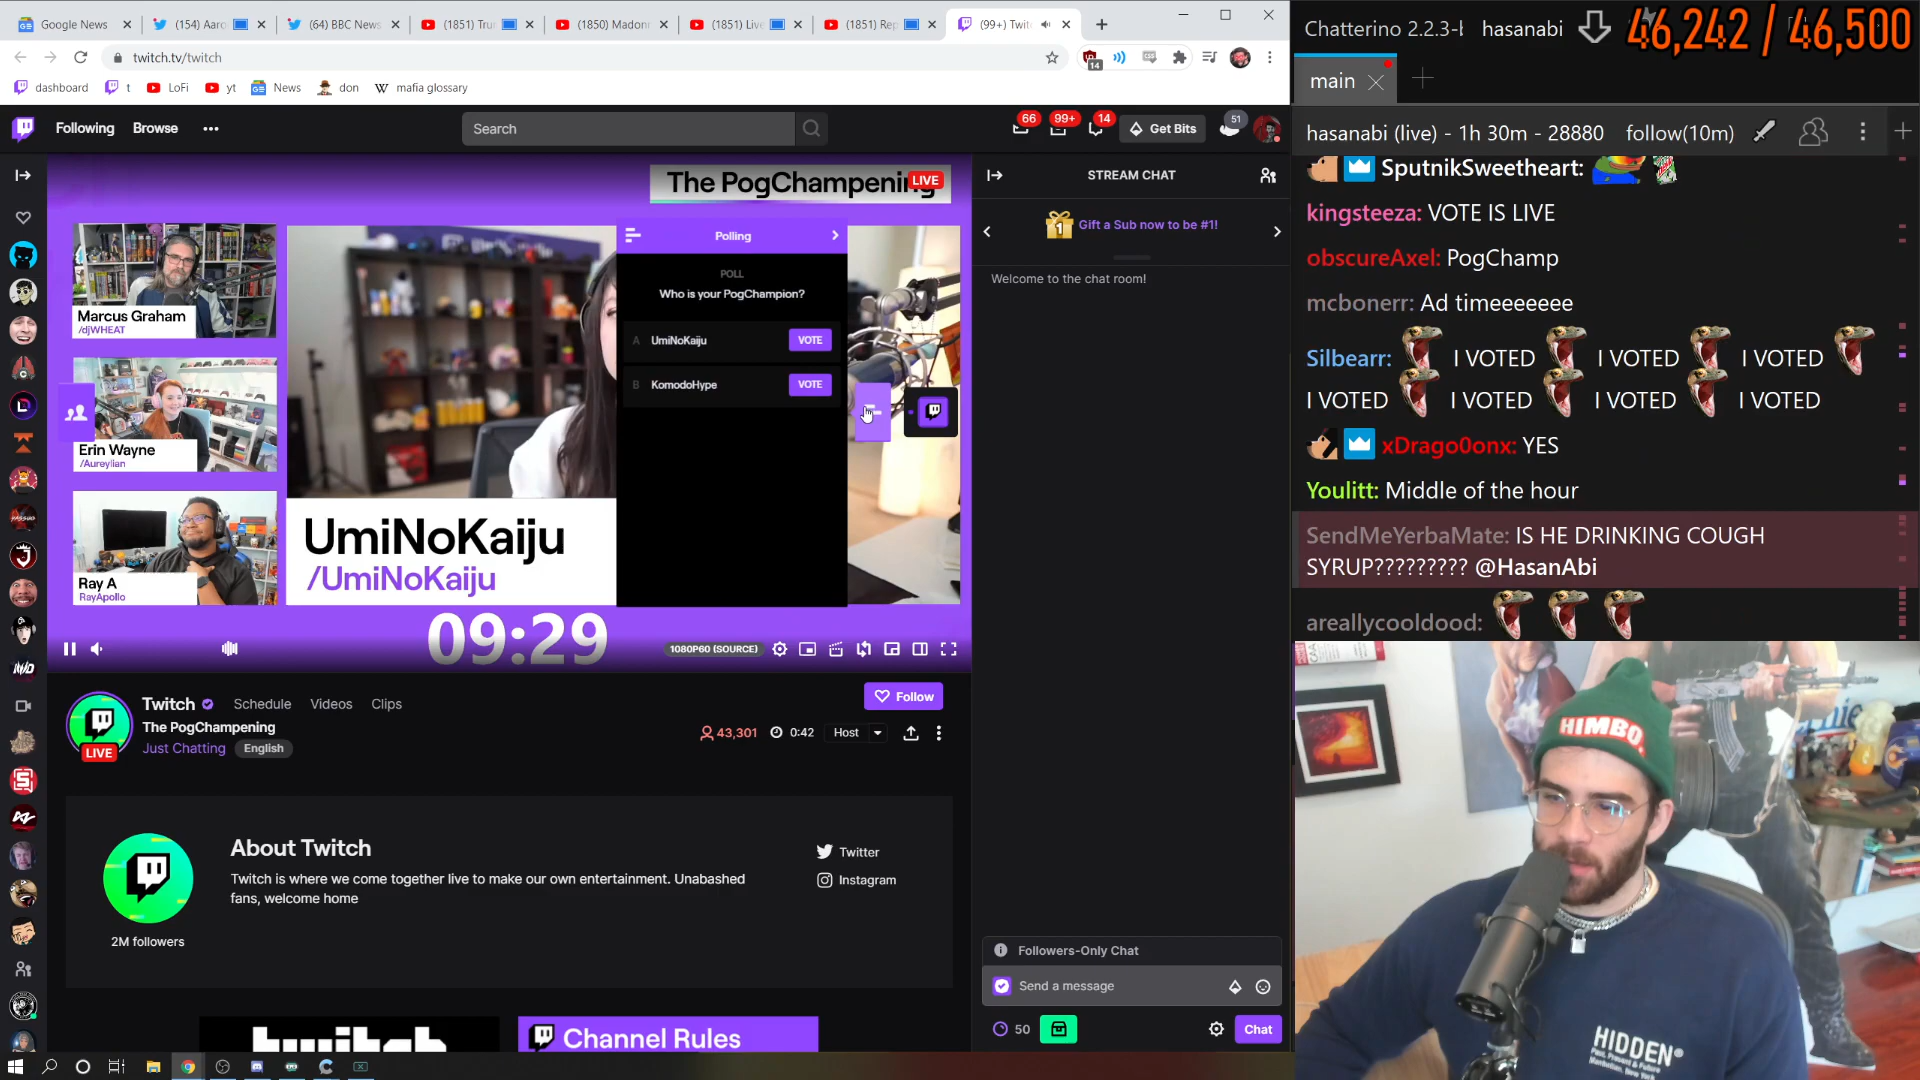 Google News
(154) Aaro
(64) BBC News
(1851) Tru
(1850) Madonn
(1851) Live
(1851) Rep
(99+) Twit
twitch.tv/twitch
14
dashboard
t
LoFi
yt
News
don
mafia glossary
Following
Browse
Search
66
99+
14
Get Bits
51
The PogChampening
LIVE
Marcus Graham
/djWHEAT
Erin Wayne
/Aureylian
Ray A
RayApollo
UmiNoKaiju
/UmiNoKaiju
Polling
POLL
Who is your PogChampion?
A UmiNoKaiju VOTE
B KomodoHype VOTE
09:29
1080P60 (SOURCE)
STREAM CHAT
1
Gift a Sub now to be #1!
Welcome to the chat room!
Twitch
Schedule
Videos
Clips
Follow
The PogChampening
LIVE
Just Chatting
English
43,301
0:42
Host
About Twitch
Twitch is where we come together live to make our own entertainment. Unabashed
fans, welcome home
Twitter
Instagram
2M followers
Channel Rules
Followers-Only Chat
Send a message
50
Chat
Chatterino 2.2.3-b
hasanabi
46,242 / 46,500
main
hasanabi (live) - 1h 30m - 28880
follow(10m)
SputnikSweetheart:
kingsteeza: VOTE IS LIVE
obscureAxel: PogChamp
mcbonerr: Ad timeeeeeee
Silbearr: I VOTED I VOTED I VOTED
I VOTED I VOTED I VOTED I VOTED
xDrago0onx: YES
Youlitt: Middle of the hour
SendMeYerbaMate: IS HE DRINKING COUGH
SYRUP????????? @HasanAbi
areallycooldood:
HIMBO
HIDDEN